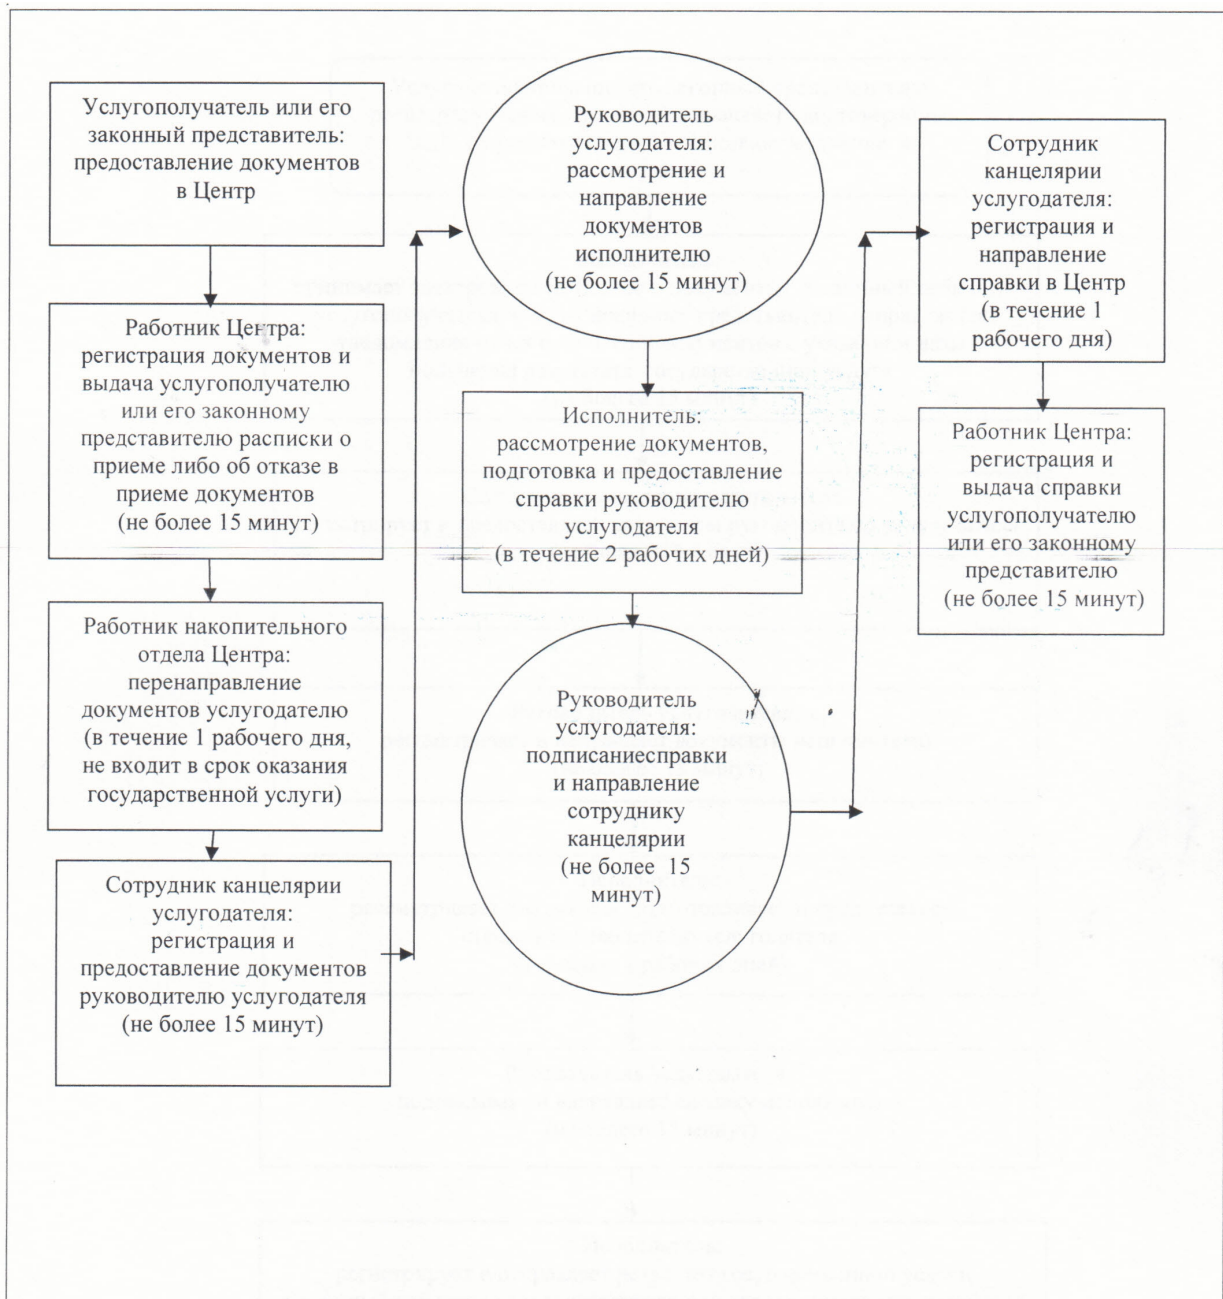 Услугополучатель или его
законный представитель:
предоставление документов
в Центр
Работник Центра:
регистрация документов и
выдача услугополучателю
или его законному
представителю расписки о
приеме либо об отказе в
приеме документов
(не более 15 минут)
Работник накопительного
отдела Центра:
перенаправление
документов услугодателю
(в течение 1 рабочего дня,
не входит в срок оказания
государственной услуги)
Сотрудник канцелярии
услугодателя:
регистрация и
предоставление документов
руководителю услугодателя
(не более 15 минут)
Руководитель
услугодателя:
рассмотрение и
направление
документов
исполнителю
(не более 15 минут)
Исполнитель:
рассмотрение документов,
подготовка и предоставление
справки руководителю
услугодателя
(в течение 2 рабочих дней)
Руководитель
услугодателя:
подписаниесправки
и направление
сотруднику
канцелярии
(не более 15
минут)
Сотрудник
канцелярии
услугодателя:
регистрация и
направление
справки в Центр
(в течение 1
рабочего дня)
Работник Центра:
регистрация и
выдача справки
услугополучателю
или его законному
представителю
(не более 15 минут)